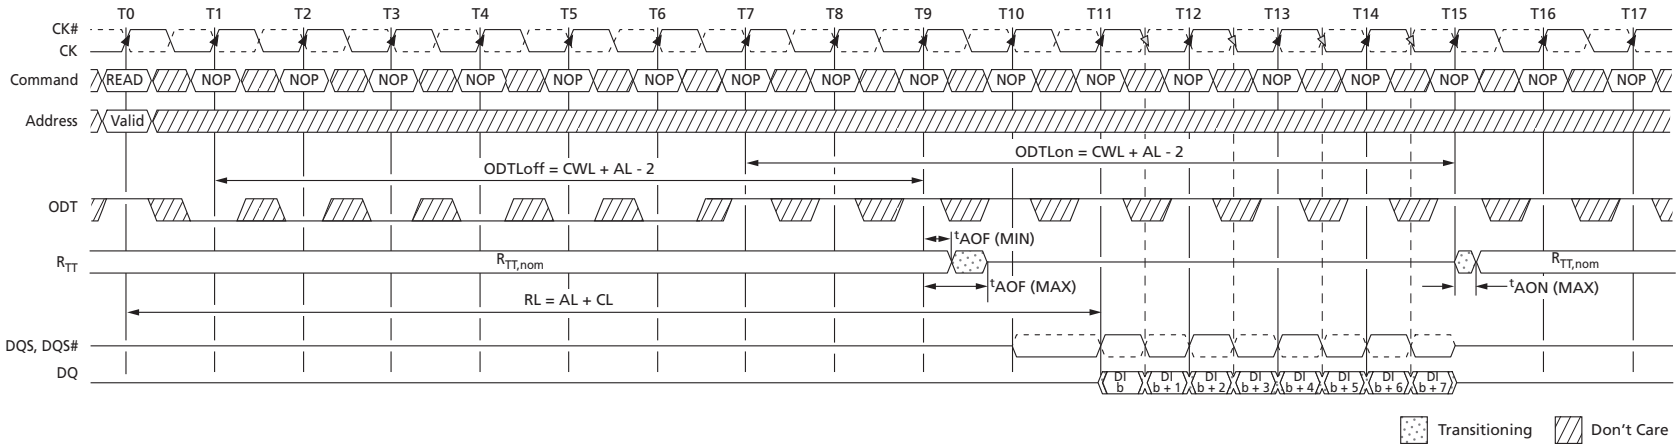 T0 T1 T2 T3 T4 T5 T6 T7 T8 T9 T10 T11 T12 T13 T14 T15 T16 T17
CK#
CK
Command READ NOP NOP NOP NOP NOP NOP NOP NOP NOP NOP NOP NOP NOP NOP NOP NOP NOP
Address Valid
ODTLon = CWL + AL - 2
ODTLoff = CWL + AL - 2
ODT
tAOF (MIN)
RTT RTT,nom RTT,nom
tAOF (MAX) tAON (MAX)
RL = AL + CL
DQS, DQS#
DQ DI b DI b + 1 DI b + 2 DI b + 3 DI b + 4 DI b + 5 DI b + 6 DI b + 7
Transitioning Don't Care